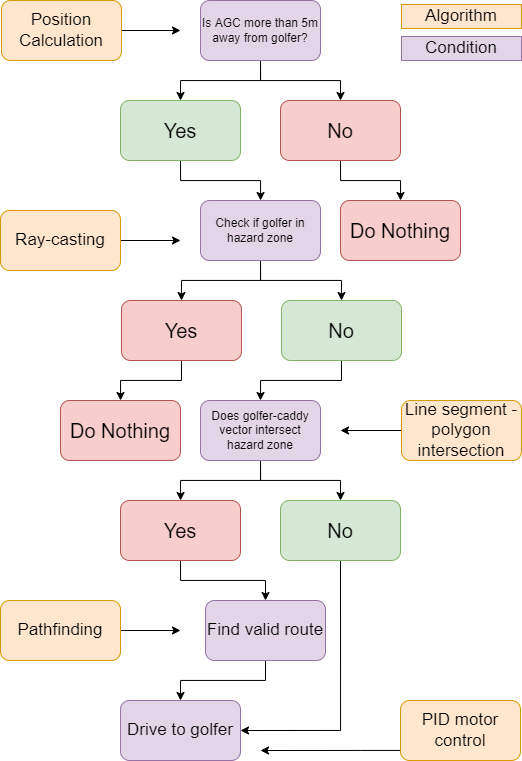 Position
Calculation
Is AGC more than 5m
away from golfer?
Algorithm
Condition
Yes
No
Ray-casting
Check if golfer in
hazard zone
Do Nothing
Yes
No
Do Nothing
Does golfer-caddy
vector intersect
hazard zone
Line segment -
polygon
intersection
Yes
No
Pathfinding
Find valid route
Drive to golfer
PID motor
control